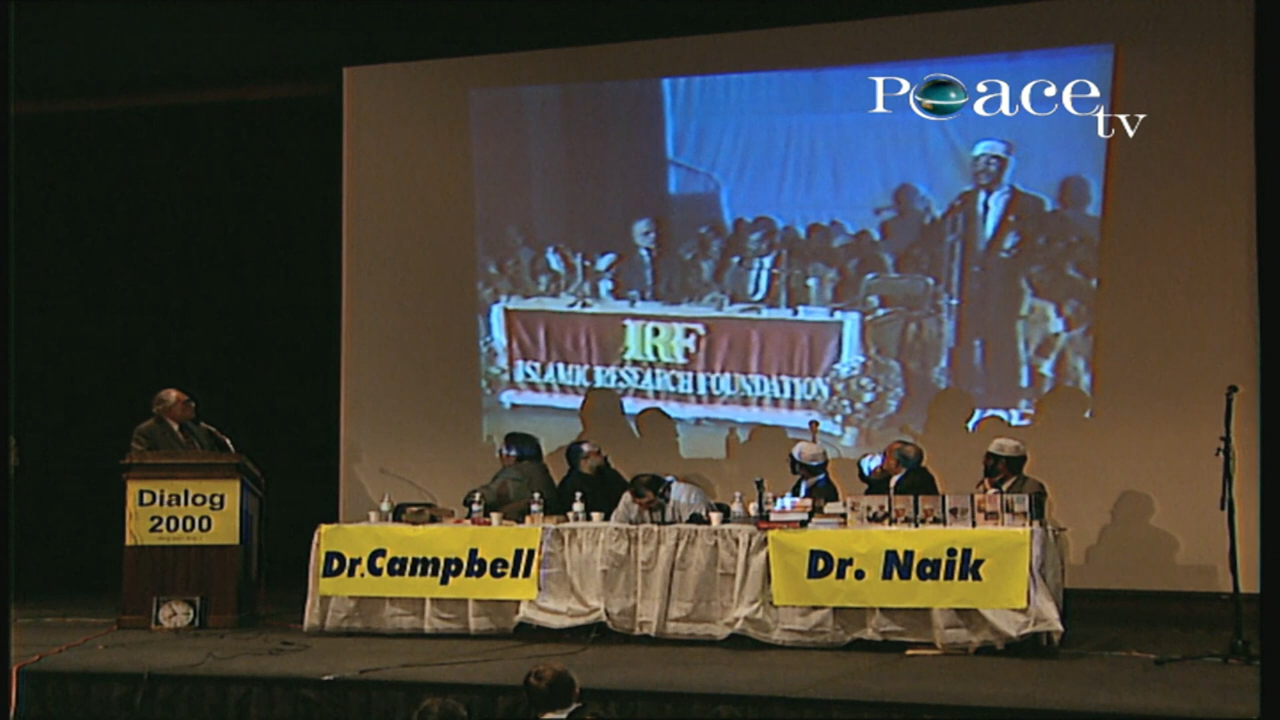 Peace
tv
IRF
ISLAMIC RESEARCH FOUNDATION
Dialog
2000
Dr.Campbell
Dr. Naik